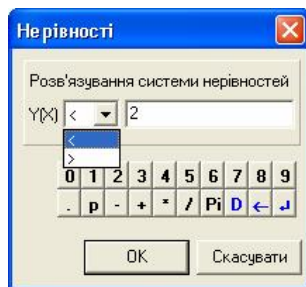 Нерівності
Розв'язування системи нерівностей
Y(X) < 2
<
>
0 1 2 3 4 5 6 7 8 9
. p - + * / Pi D ← ↲
OK Скасувати